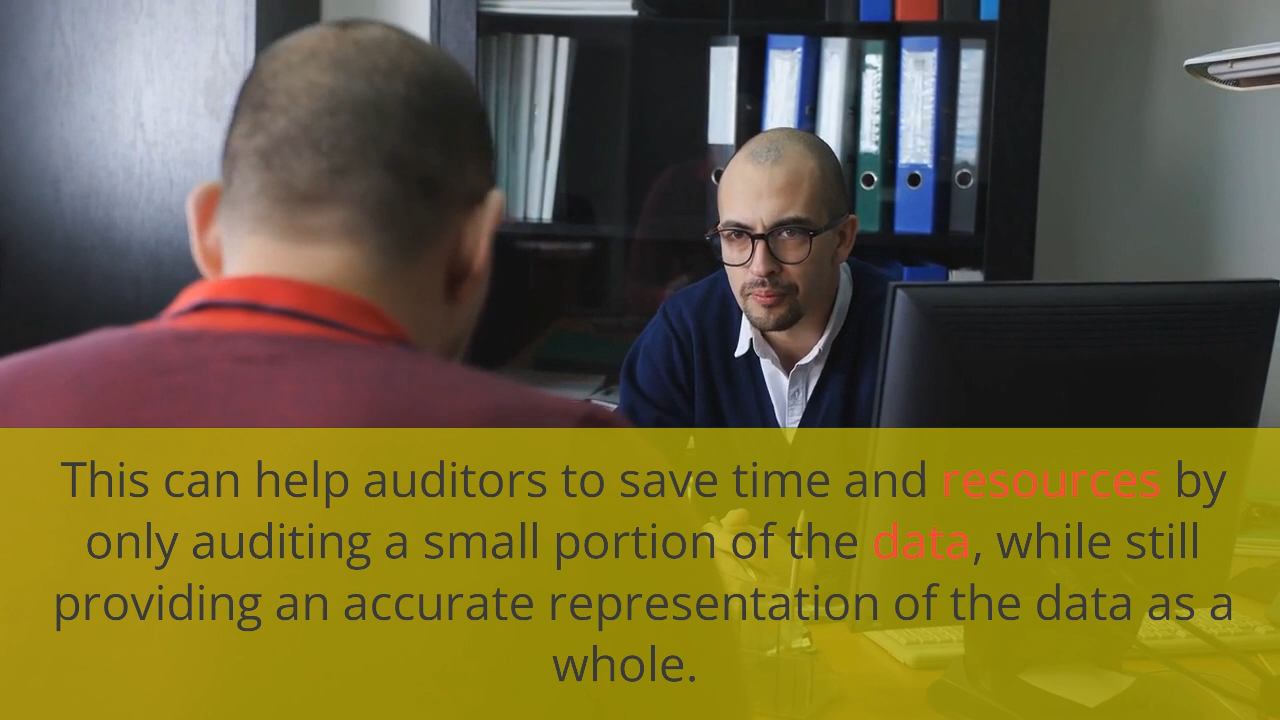 This can help auditors to save time and resources by
only auditing a small portion of the data, while still
providing an accurate representation of the data as a
whole.